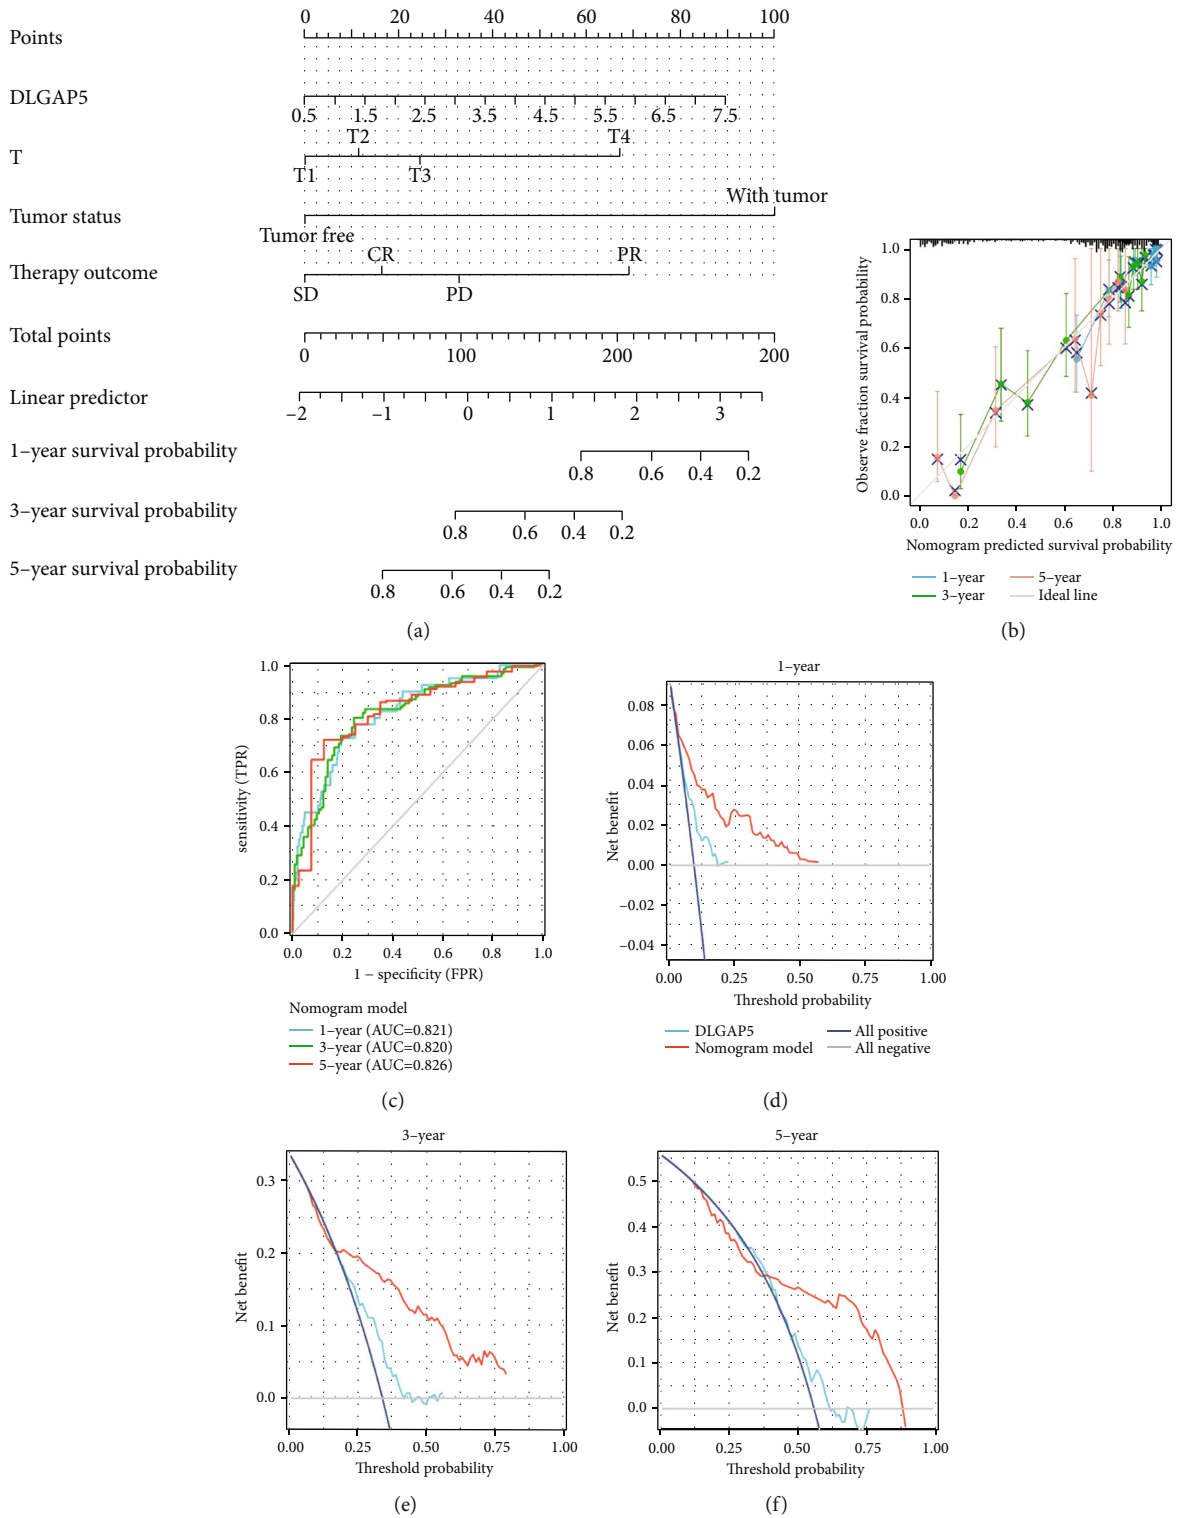 Points
0 20 40 60 80 100
DLGAP5
0.5 1.5 2.5 3.5 4.5 5.5 6.5 7.5
T
T2 T4
T1 T3
Tumor status
With tumor
Tumor free
Therapy outcome
CR PR
SD PD
Total points
0 100 200 200
Linear predictor
−2 −1 0 1 2 3
1–year survival probability
0.8 0.6 0.4 0.2
3–year survival probability
0.8 0.6 0.4 0.2
5–year survival probability
0.8 0.6 0.4 0.2
(a)
Observe fraction survival probability
1.0
0.8
0.6
0.4
0.2
0.0
0.0 0.2 0.4 0.6 0.8 1.0
Nomogram predicted survival probability
1–year 5–year
3–year Ideal line
(b)
sensitivity (TPR)
1.0
0.8
0.6
0.4
0.2
0.0
0.0 0.2 0.4 0.6 0.8 1.0
1 – specificity (FPR)
Nomogram model
1–year (AUC=0.821)
3–year (AUC=0.820)
5–year (AUC=0.826)
(c)
1–year
Net benefit
0.08
0.06
0.04
0.02
0.00
−0.02
−0.04
0.00 0.25 0.50 0.75 1.00
Threshold probability
DLGAP5 All positive
Nomogram model All negative
(d)
3–year
Net benefit
0.3
0.2
0.1
0.0
0.00 0.25 0.50 0.75 1.00
Threshold probability
(e)
5–year
Net benefit
0.5
0.4
0.3
0.2
0.1
0.0
0.00 0.25 0.50 0.75 1.00
Threshold probability
(f)